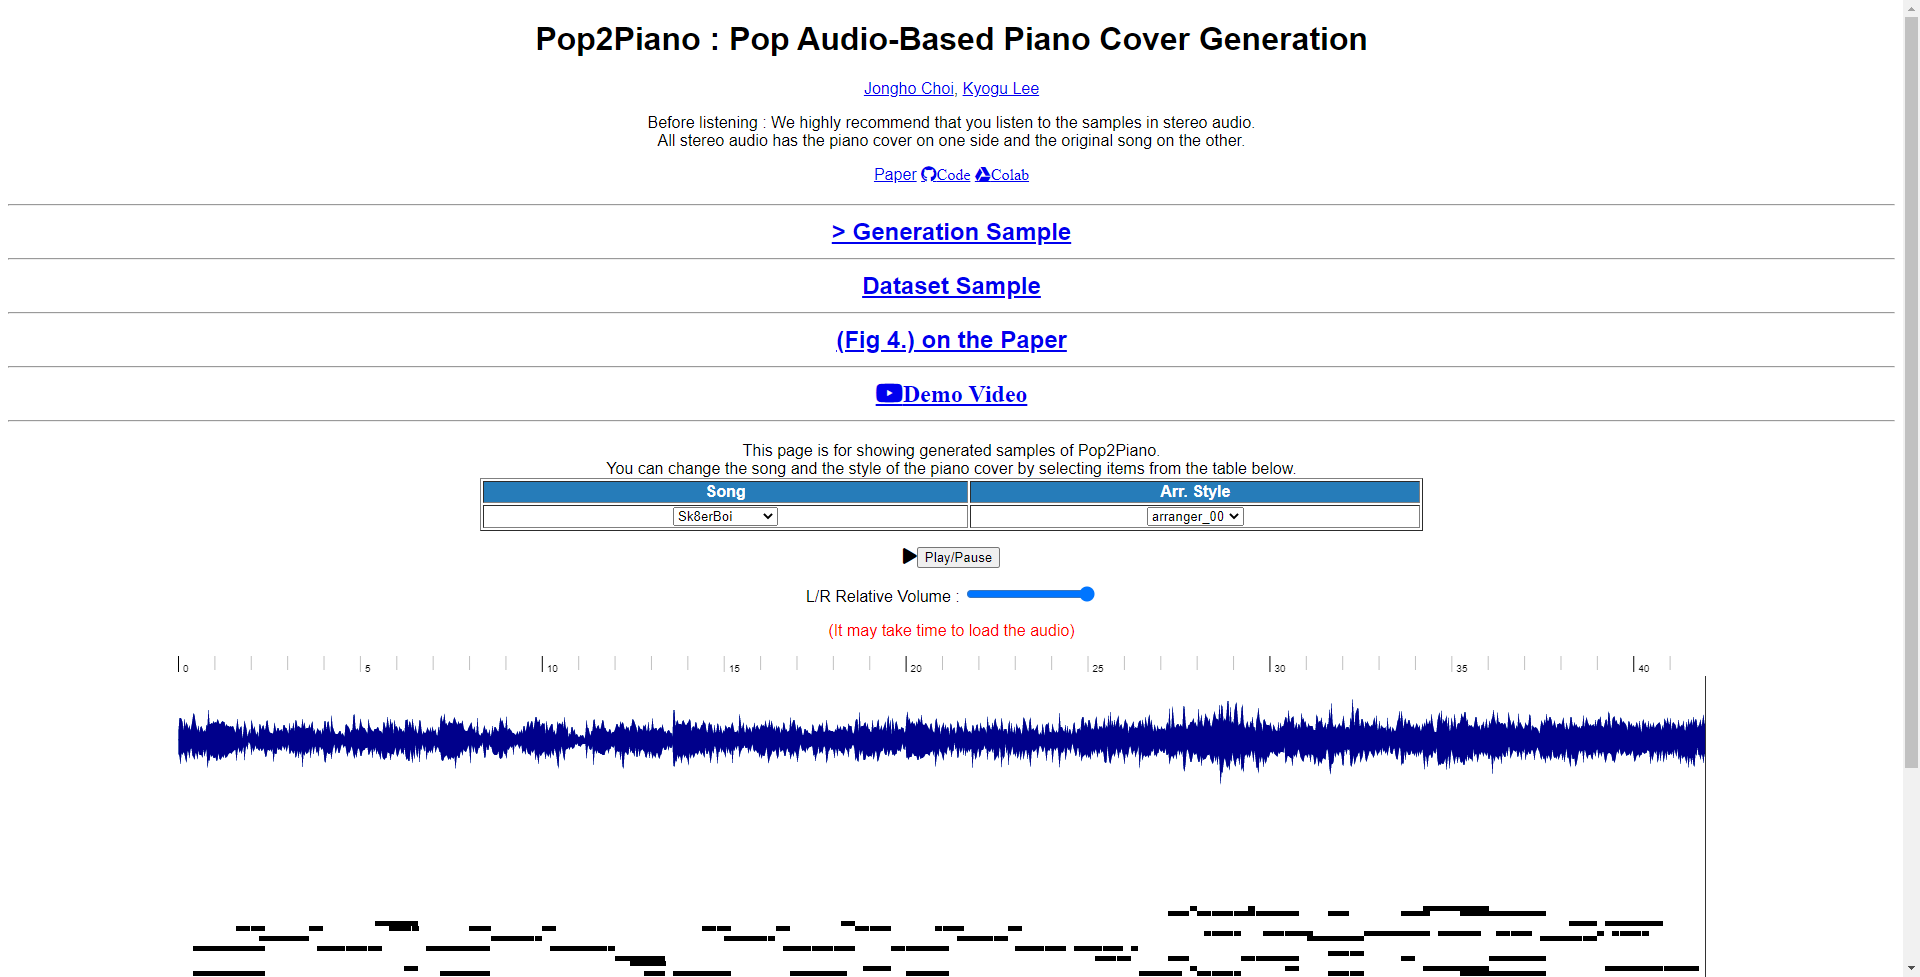 Pop2Piano : Pop Audio-Based Piano Cover Generation
Jongho Choi, Kyogu Lee
Before listening : We highly recommend that you listen to the samples in stereo audio.
All stereo audio has the piano cover on one side and the original song on the other.
Paper Code Colab
> Generation Sample
Dataset Sample
(Fig 4.) on the Paper
Demo Video
This page is for showing generated samples of Pop2Piano.
You can change the song and the style of the piano cover by selecting items from the table below.
Song Arr. Style
Sk8erBoi arranger_00
Play/Pause
L/R Relative Volume :
(It may take time to load the audio)
0 5 10 15 20 25 30 35 40